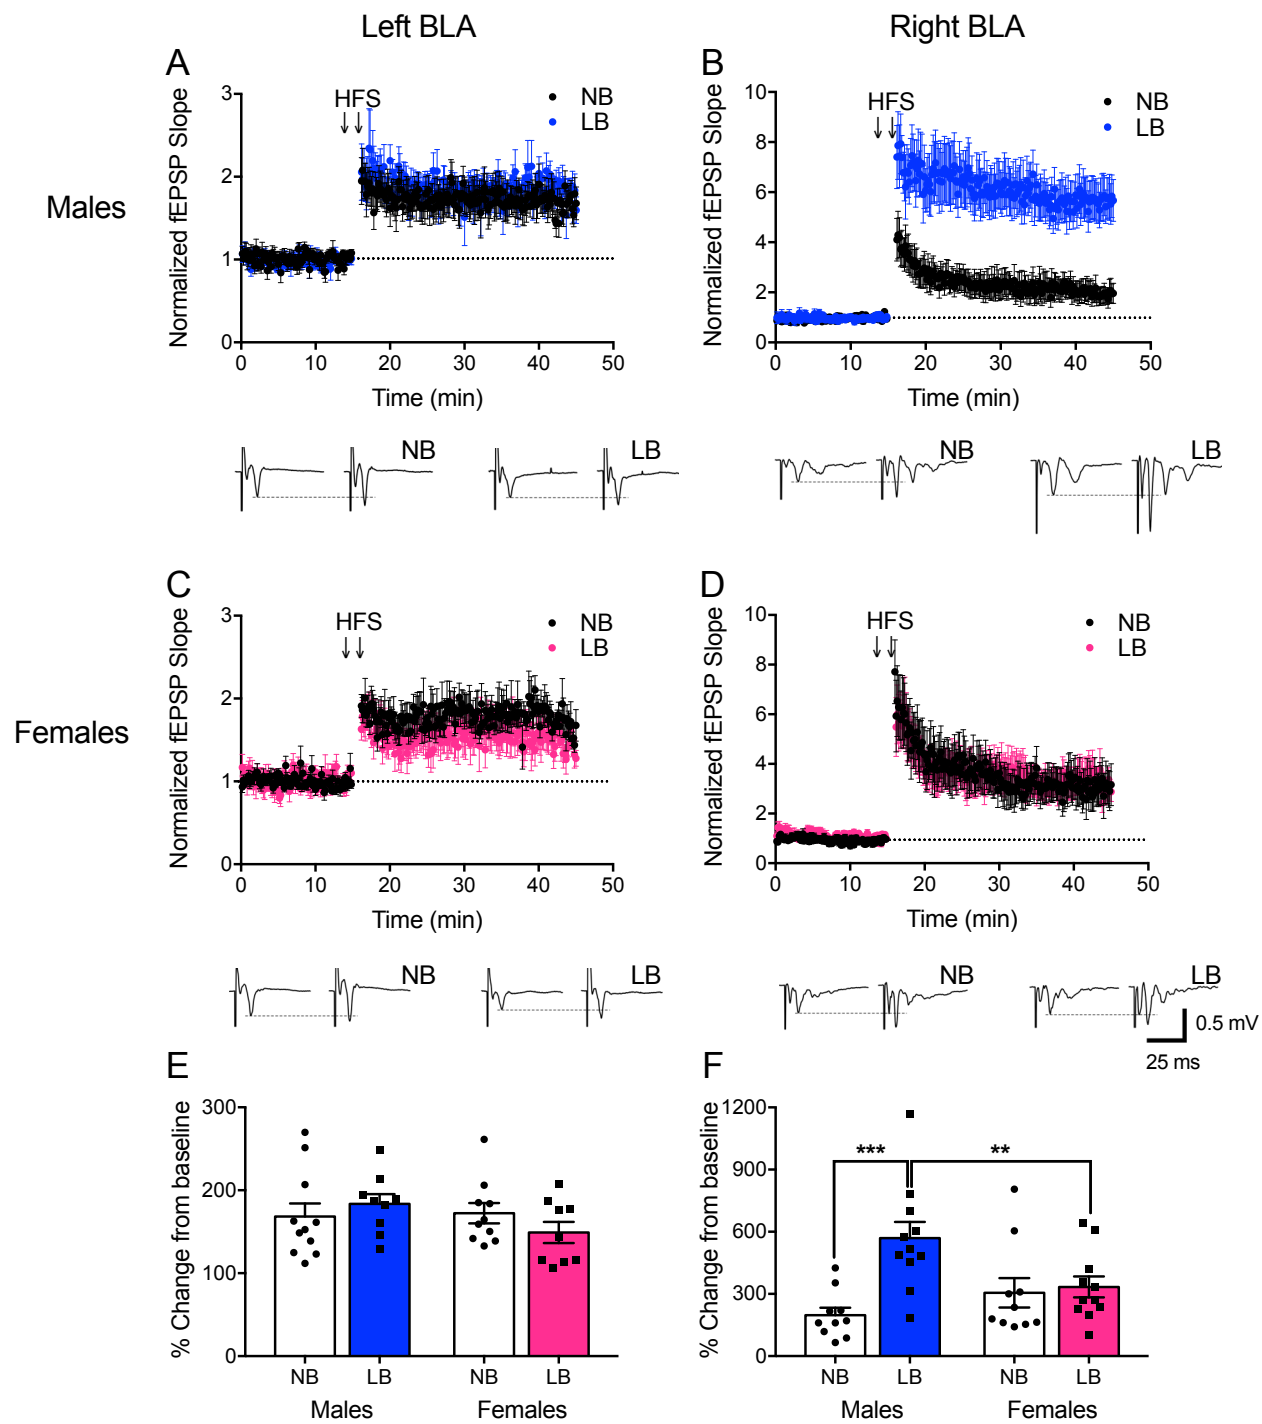 Left BLA
Right BLA
Males
A
Normalized fEPSP Slope
3
2
1
0
HFS
NB
LB
0 10 20 30 40 50
Time (min)
B
Normalized fEPSP Slope
10
8
6
4
2
0
HFS
NB
LB
0 10 20 30 40 50
Time (min)
NB
LB
NB
LB
Females
C
Normalized fEPSP Slope
3
2
1
0
HFS
NB
LB
0 10 20 30 40 50
Time (min)
D
Normalized fEPSP Slope
10
8
6
4
2
0
HFS
NB
LB
0 10 20 30 40 50
Time (min)
NB
LB
NB
LB
0.5 mV
25 ms
E
% Change from baseline
300
200
100
0
NB LB NB LB
Males Females
F
% Change from baseline
1200
900
600
300
0
*** **
NB LB NB LB
Males Females